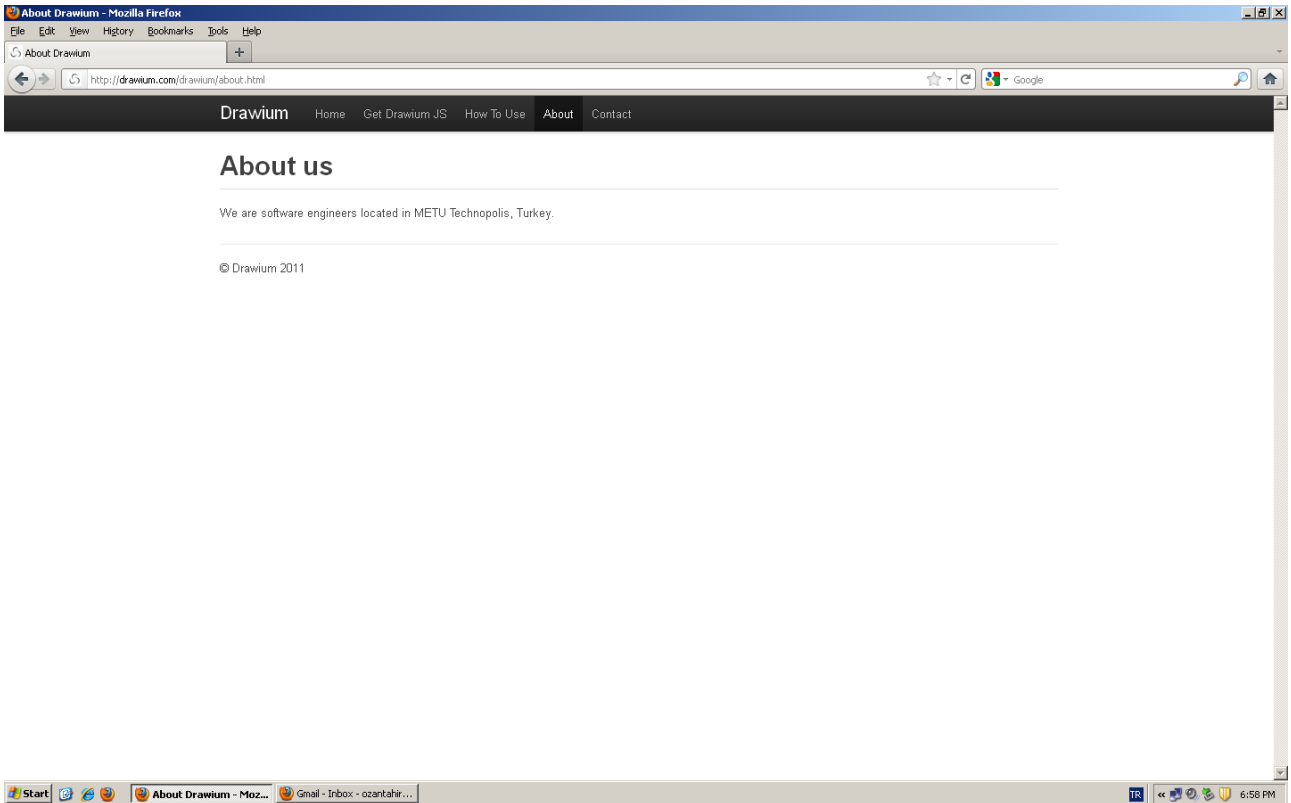 About Drawium - Mozilla Firefox
File Edit View History Bookmarks Tools Help
About Drawium
http://drawium.com/drawium/about.html Google
Drawium Home Get Drawium JS How To Use About Contact
About us
We are software engineers located in METU Technopolis, Turkey.
© Drawium 2011
Start About Drawium - Moz... Gmail - Inbox - ozantahir... TR 6:58 PM